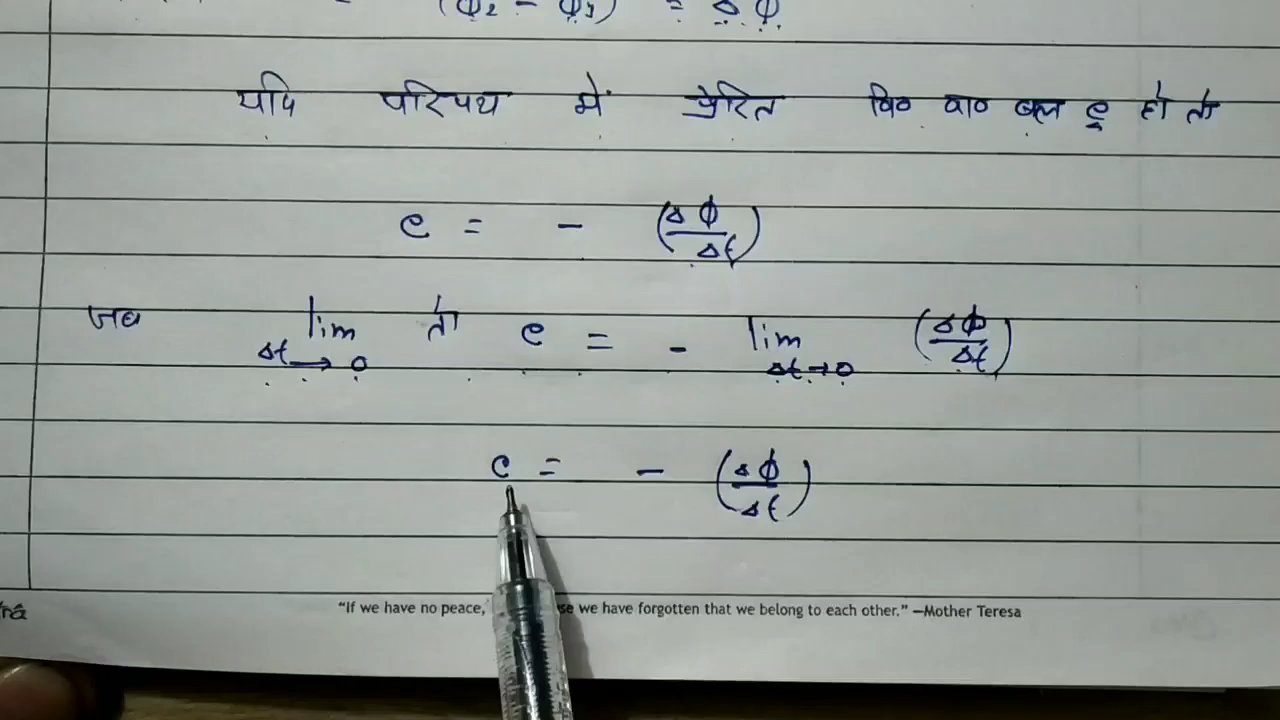 (Φ₂ - Φ₁) = ΔΦ
यदि परिपथ में प्रेरित वि० वा० बल e हो तो
e = - (Δφ/Δt)
जब lim Δt→0 तो e = - lim Δt→0 (Δφ/Δt)
e = - (Δφ/Δt)
"If we have no peace, se we have forgotten that we belong to each other." —Mother Teresa